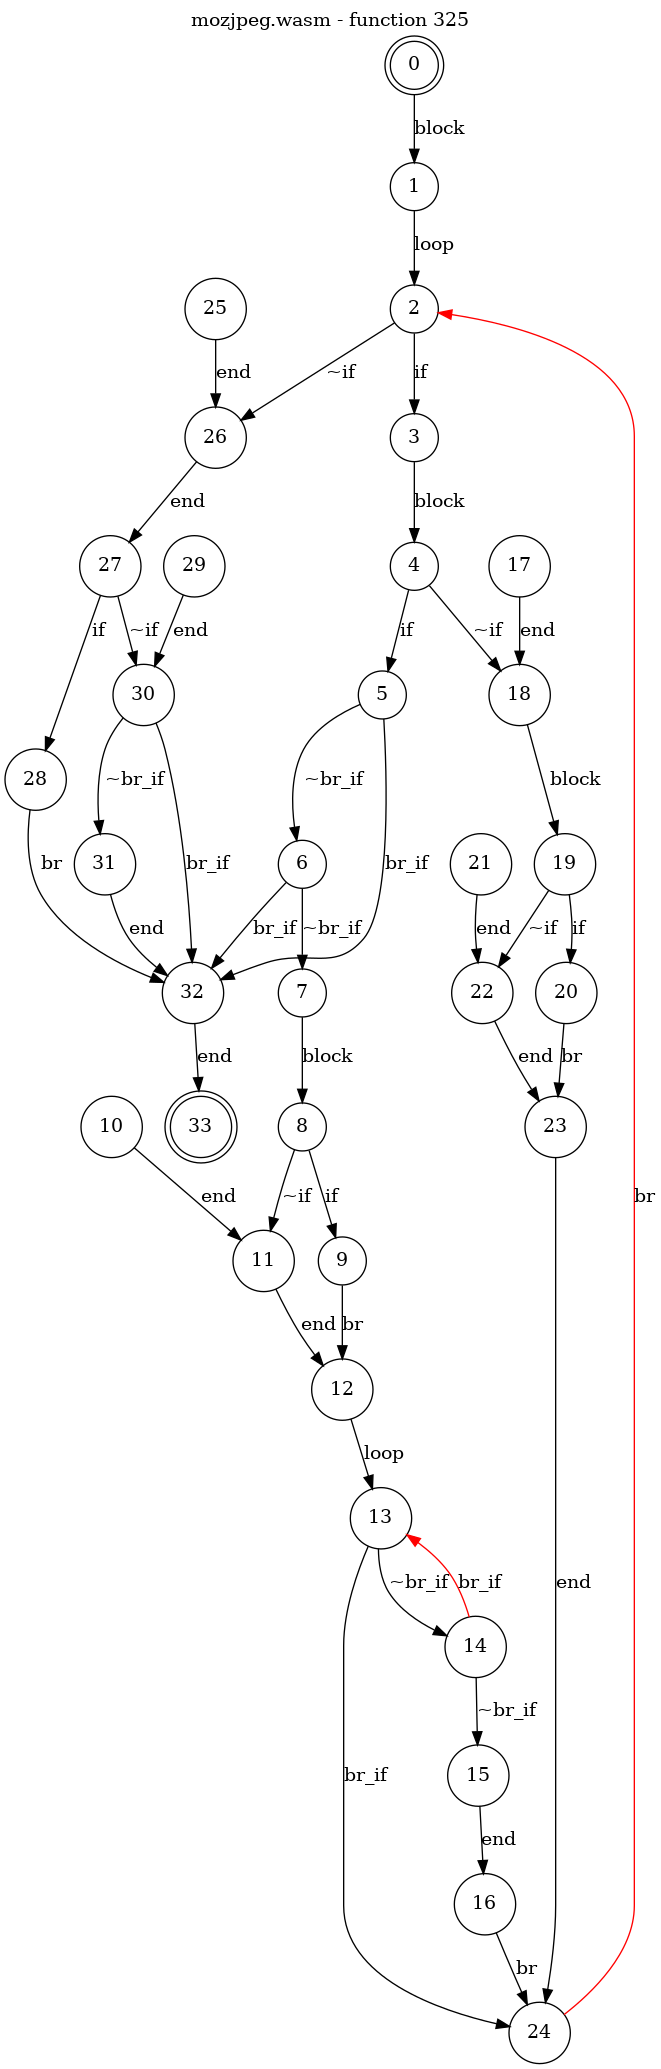 mozjpeg.wasm - function 325
0
block
1
loop
25
2
end
~if
if
br
26
3
end
block
27
29
4
17
if
~if
end
if
~if
end
30
5
18
28
~br_if
br_if
~br_if
br_if
block
br
31
6
21
19
end
br_if
~br_if
end
~if
if
32
7
22
20
end
block
end
br
10
33
8
23
end
~if
if
11
9
end
br
12
loop
13
~br_if
br_if
end
14
br_if
~br_if
15
end
16
br
24
br